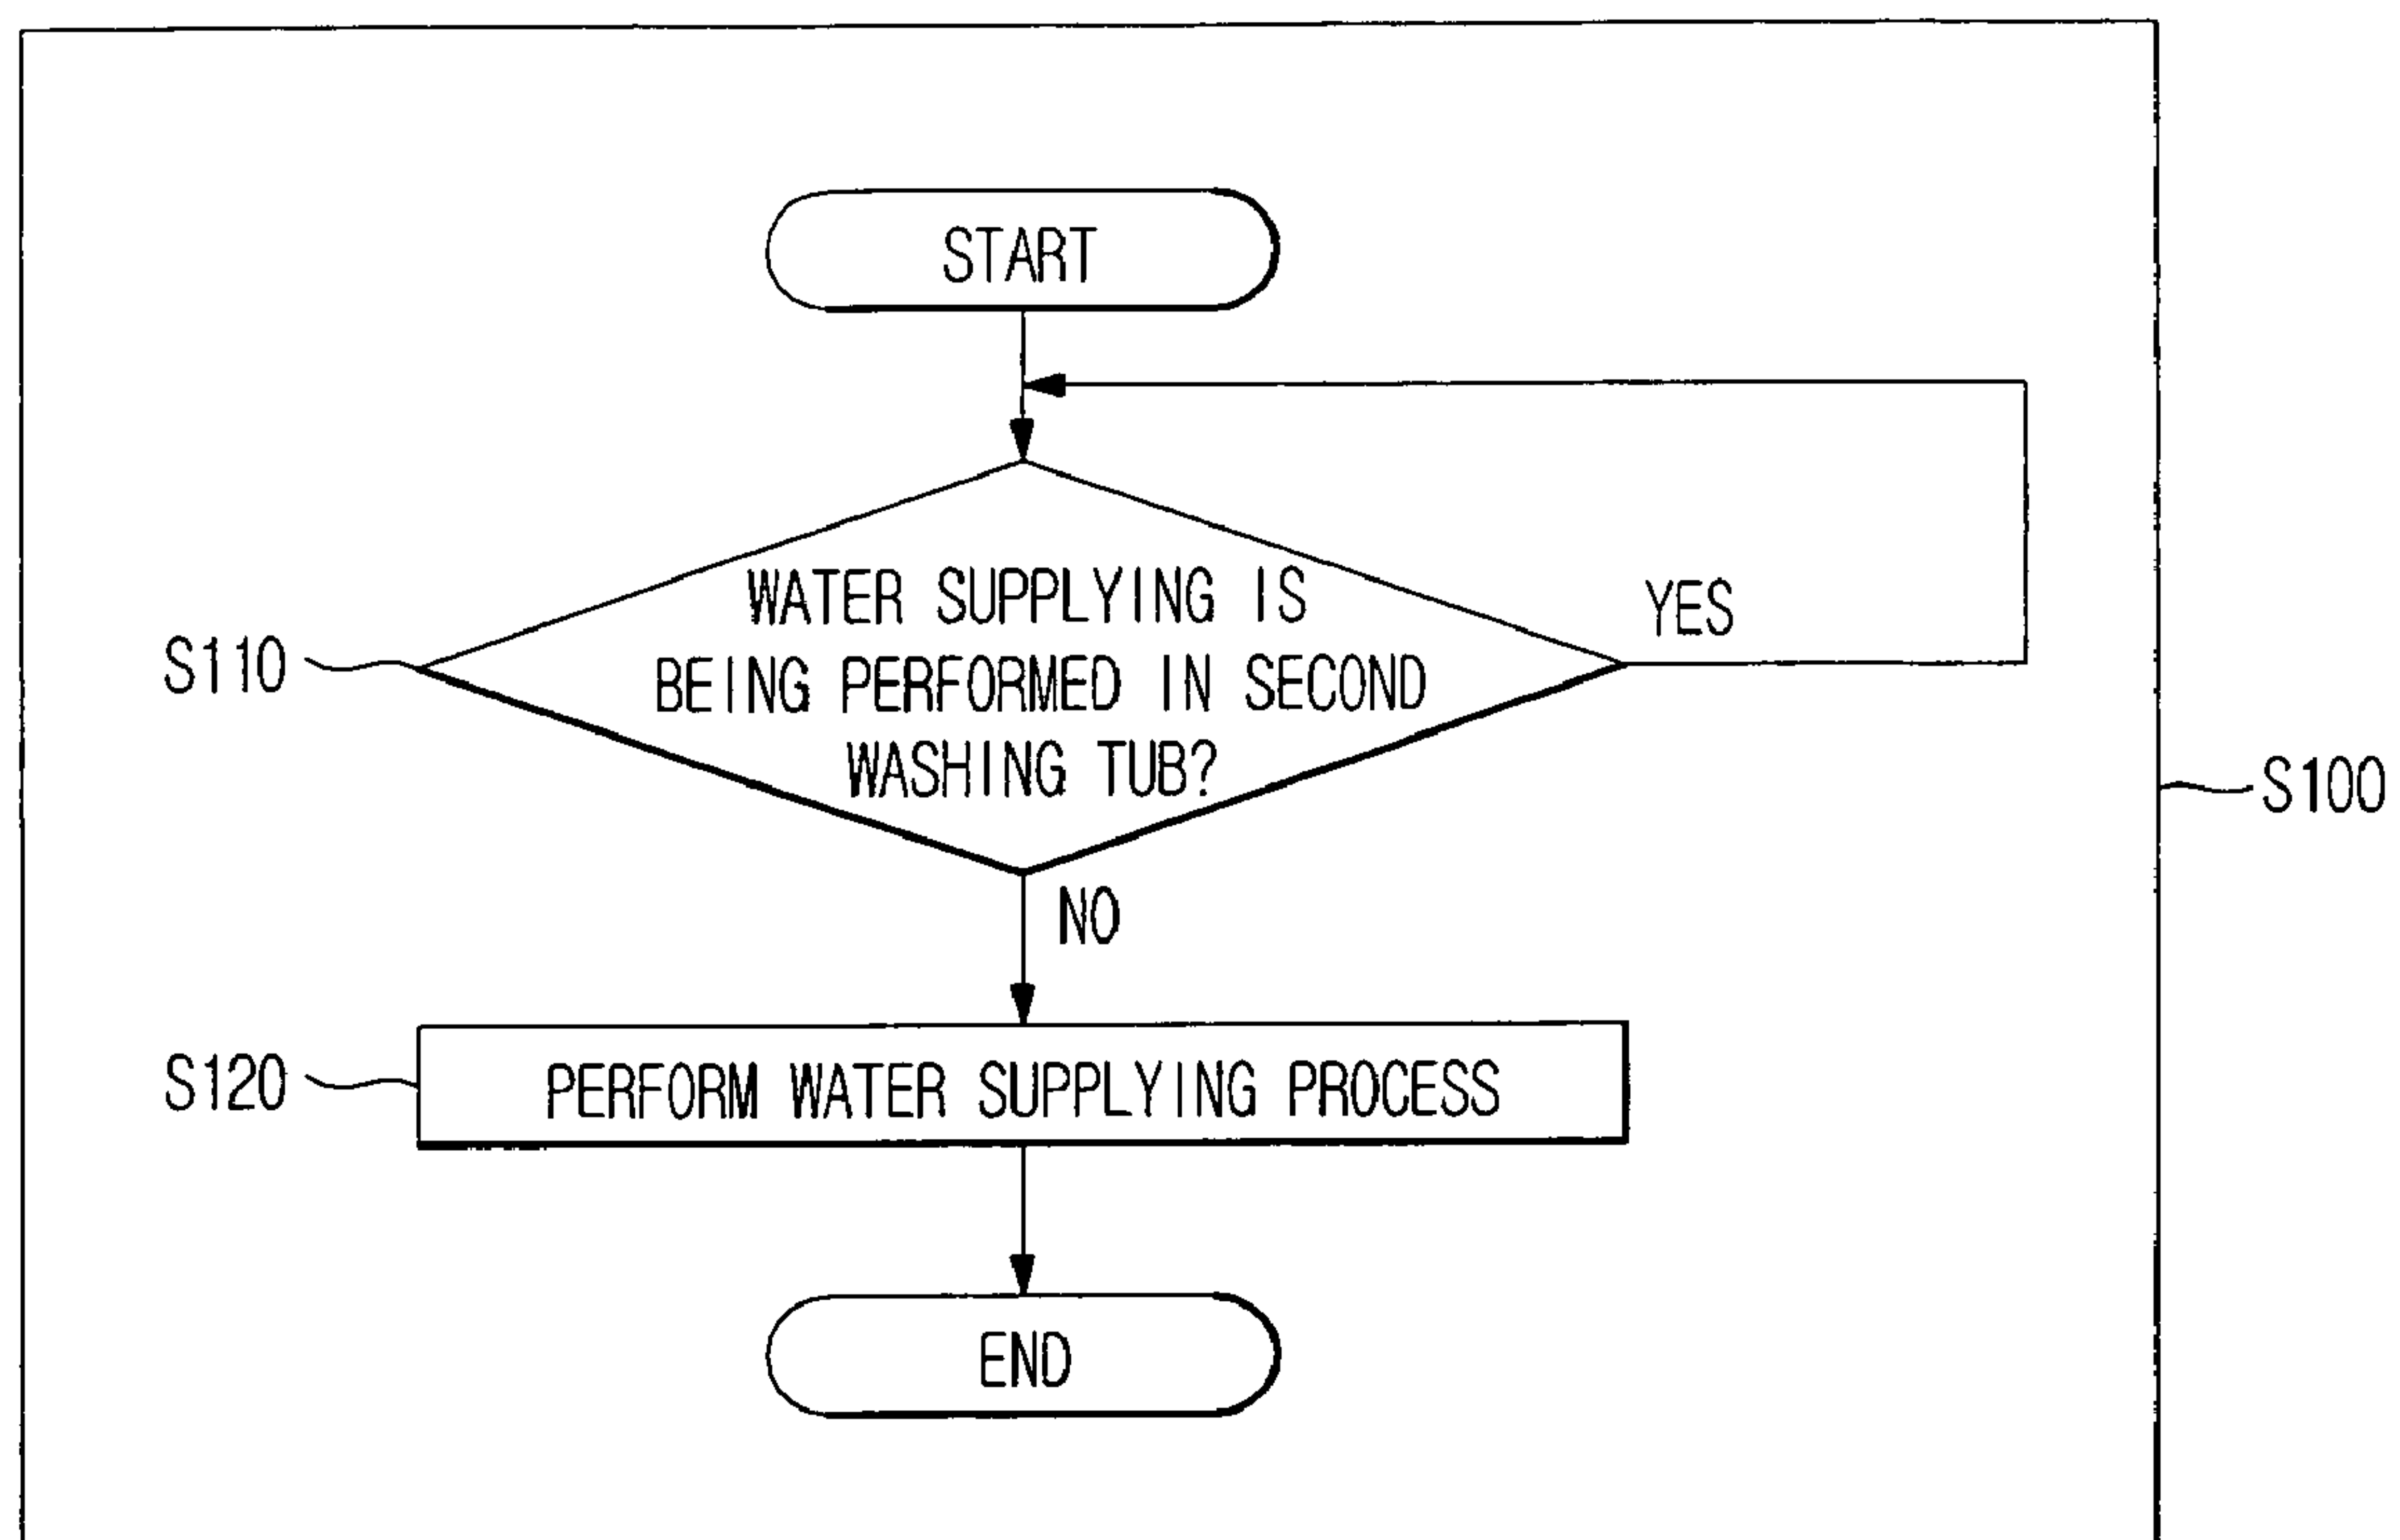 START
WATER SUPPLYING IS
BEING PERFORMED IN SECOND
WASHING TUB?
YES
S110
S100
NO
S120
PERFORM WATER SUPPLYING PROCESS
END